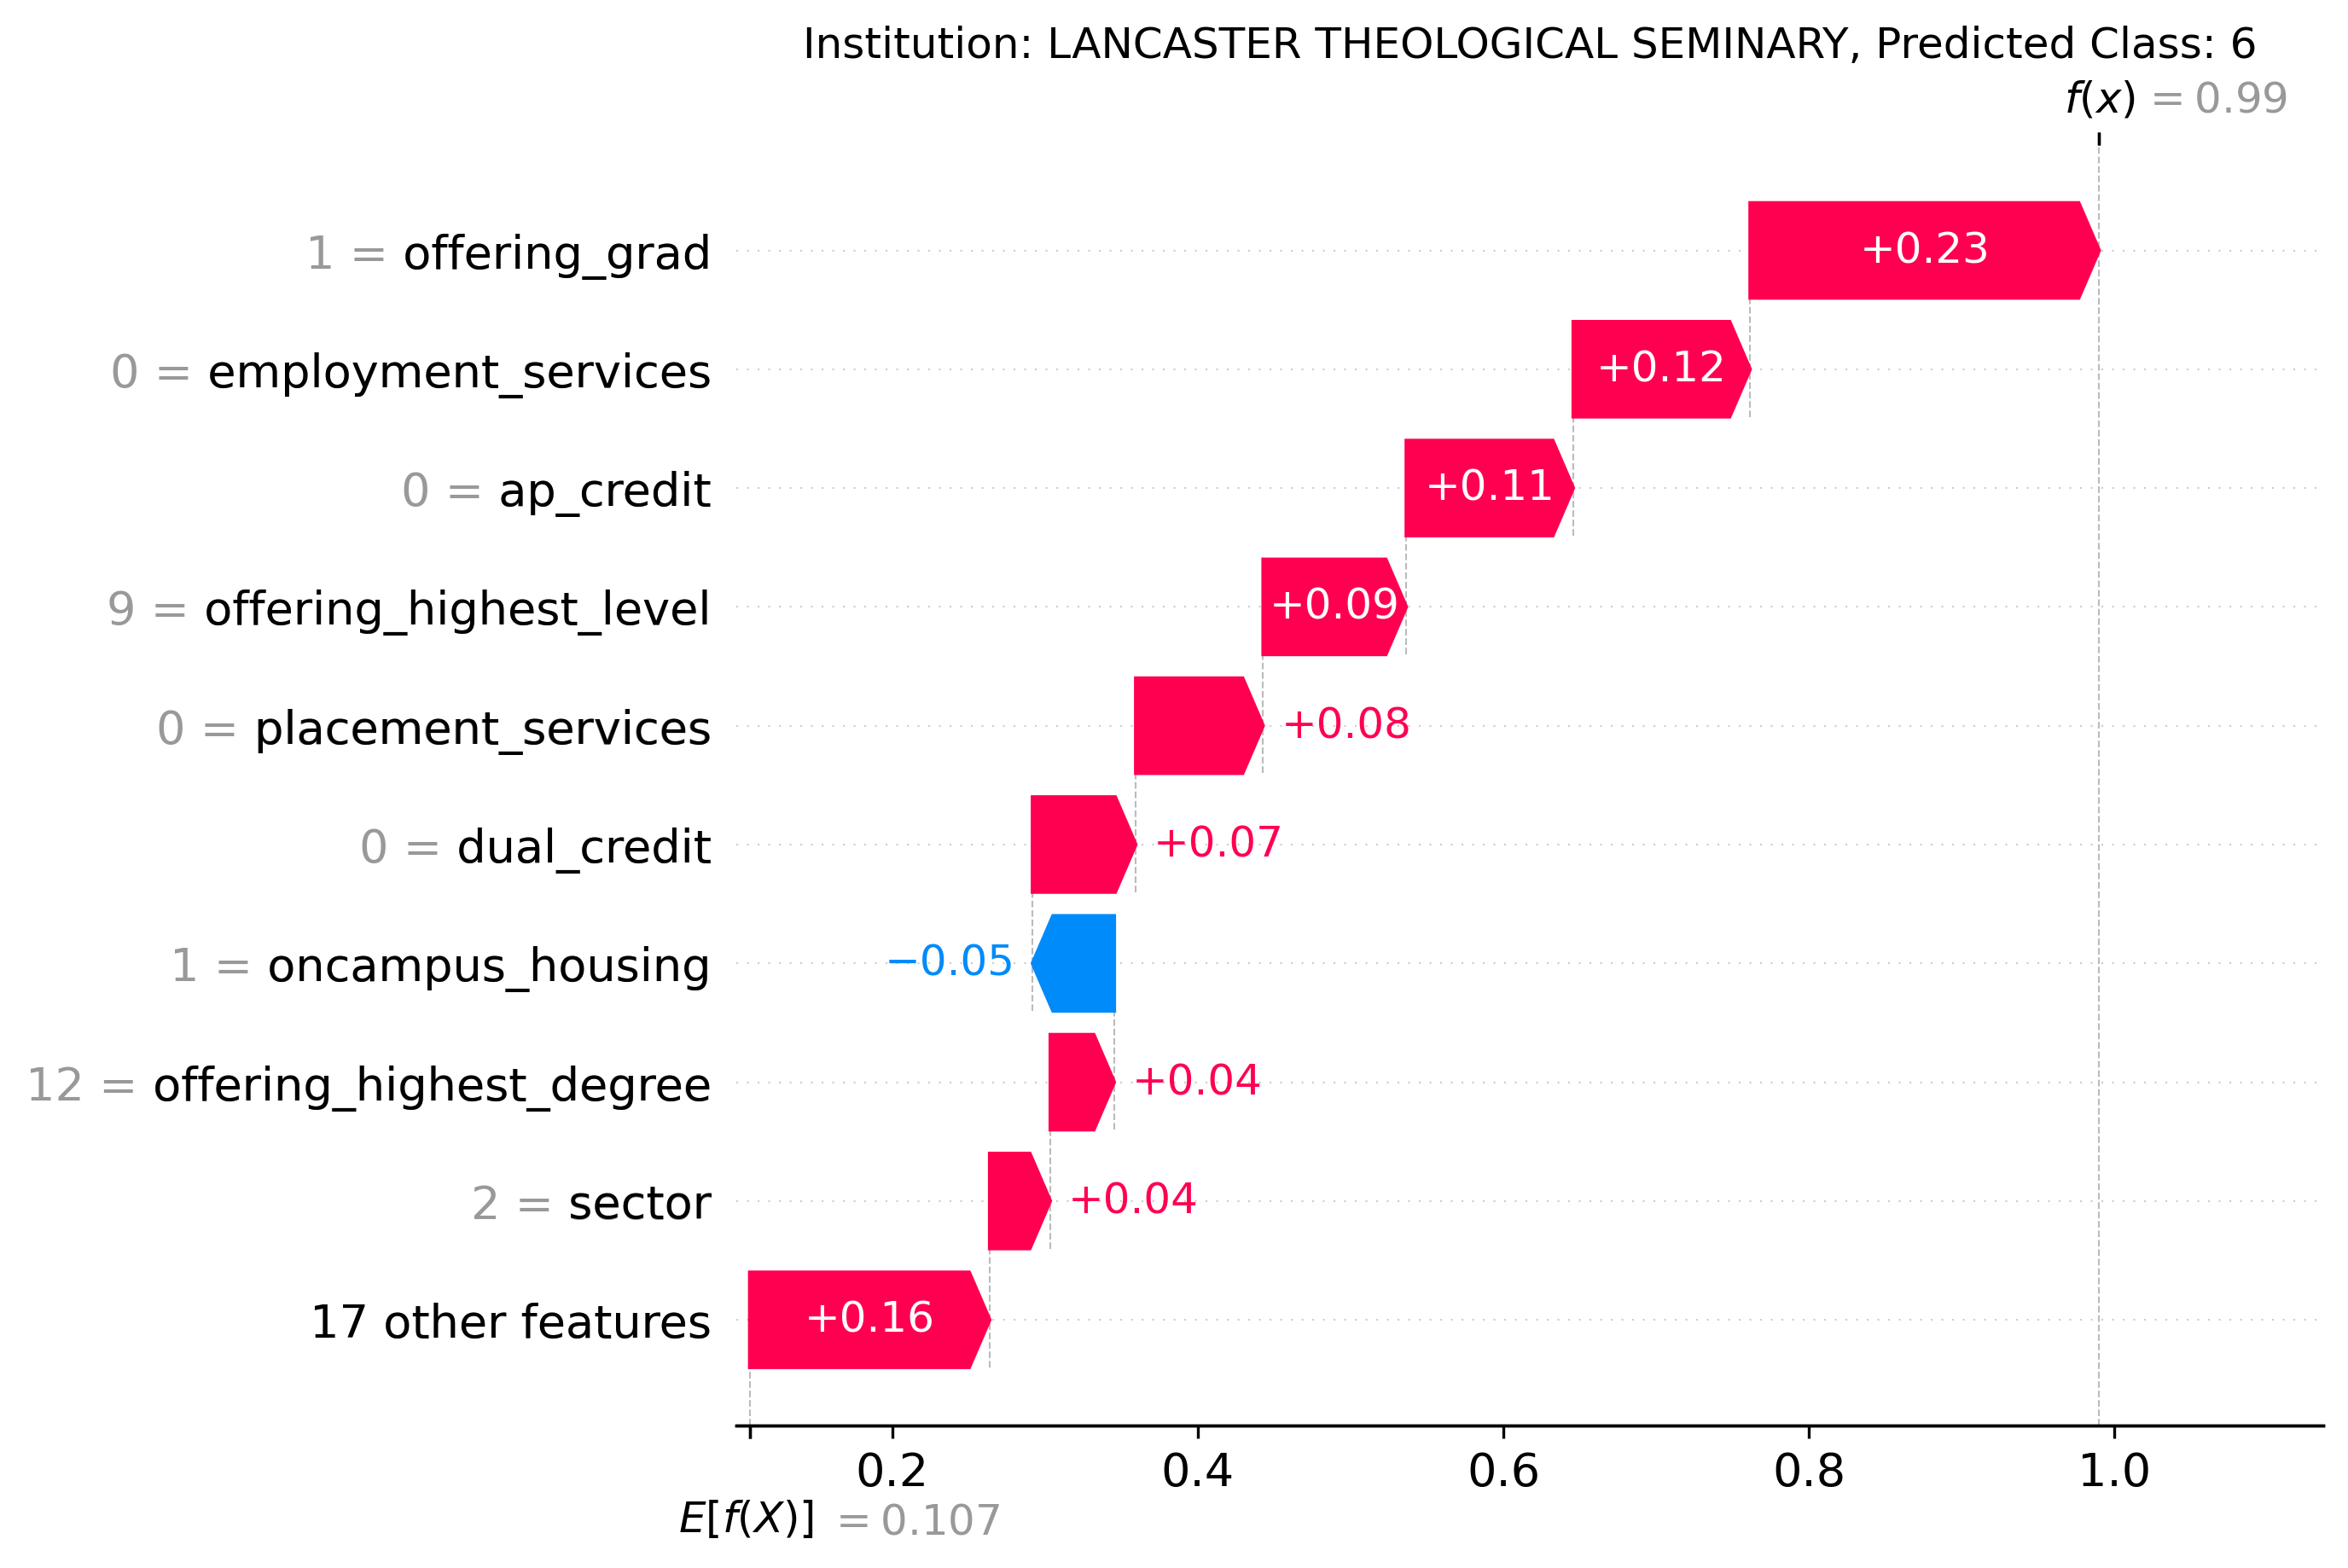 Institution: LANCASTER THEOLOGICAL SEMINARY, Predicted Class: 6
f(x) = 0.99
1 = offering_grad +0.23
0 = employment_services +0.12
0 = ap_credit +0.11
9 = offering_highest_level +0.09
0 = placement_services +0.08
0 = dual_credit +0.07
1 = oncampus_housing −0.05
12 = offering_highest_degree +0.04
2 = sector +0.04
17 other features +0.16
0.2 0.4 0.6 0.8 1.0
E[f(X)] = 0.107